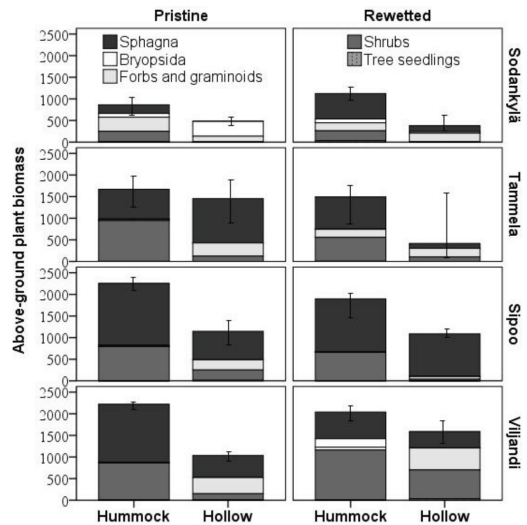 Pristine Rewetted
Above-ground plant biomass
2500
2000
1500
1000
500
0
Sphagna
Bryopsida
Forbs and graminoids
Shrubs
Tree seedlings
Sodankylä
2500
2000
1500
1000
500
0
Tammela
2500
2000
1500
1000
500
0
Sipoo
2500
2000
1500
1000
500
0
Viljandi
Hummock Hollow Hummock Hollow